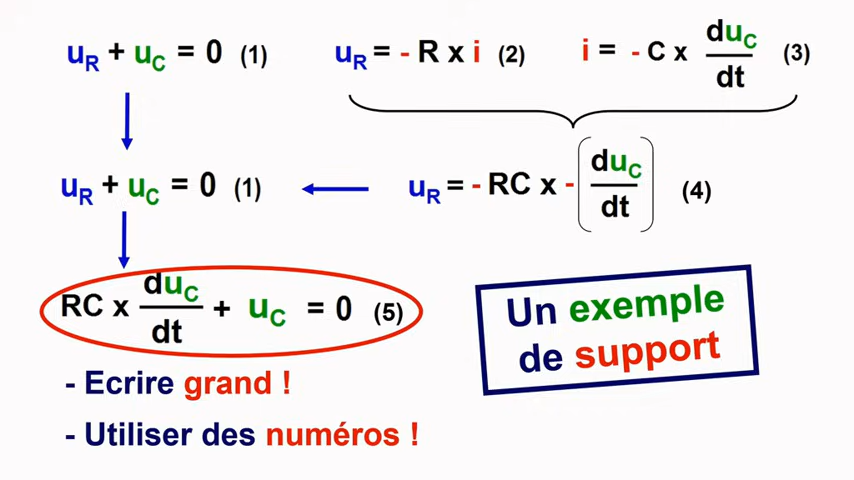 uR + uC = 0 (1)
uR = - R x i (2)
i = - C x duC/dt (3)
uR + uC = 0 (1)
uR = - RC x - (duC/dt) (4)
RC x duC/dt + uC = 0 (5)
Un exemple
de support
- Ecrire grand !
- Utiliser des numéros !